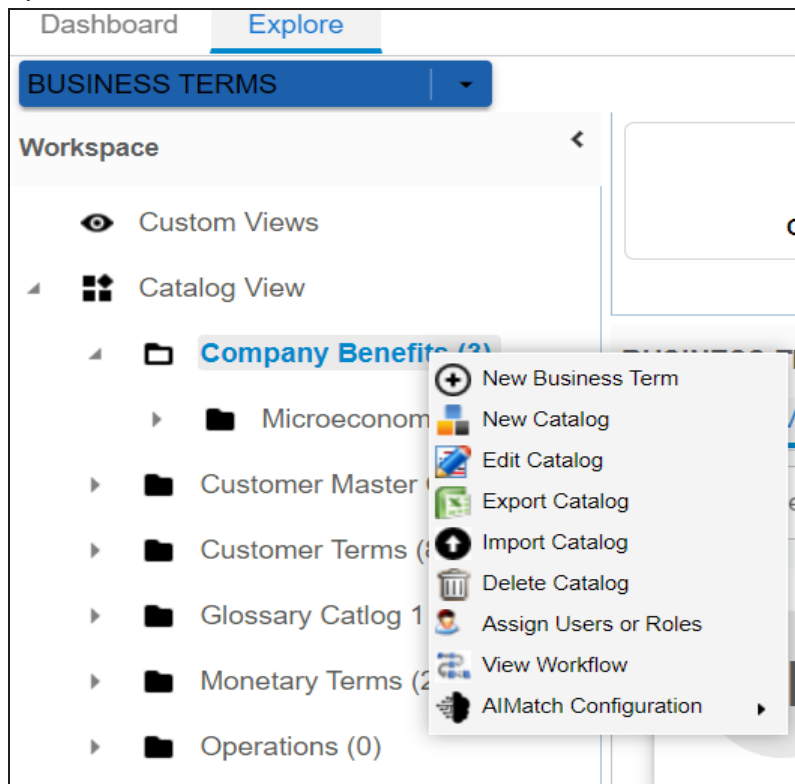 Dashboard Explore
BUSINESS TERMS
Workspace
Custom Views
Catalog View
Company Benefits (3)
New Business Term
Microeconom
New Catalog
Edit Catalog
Customer Master
Export Catalog
Import Catalog
Customer Terms (
Delete Catalog
Glossary Catlog 1
Assign Users or Roles
View Workflow
Monetary Terms (2
AIMatch Configuration
Operations (0)